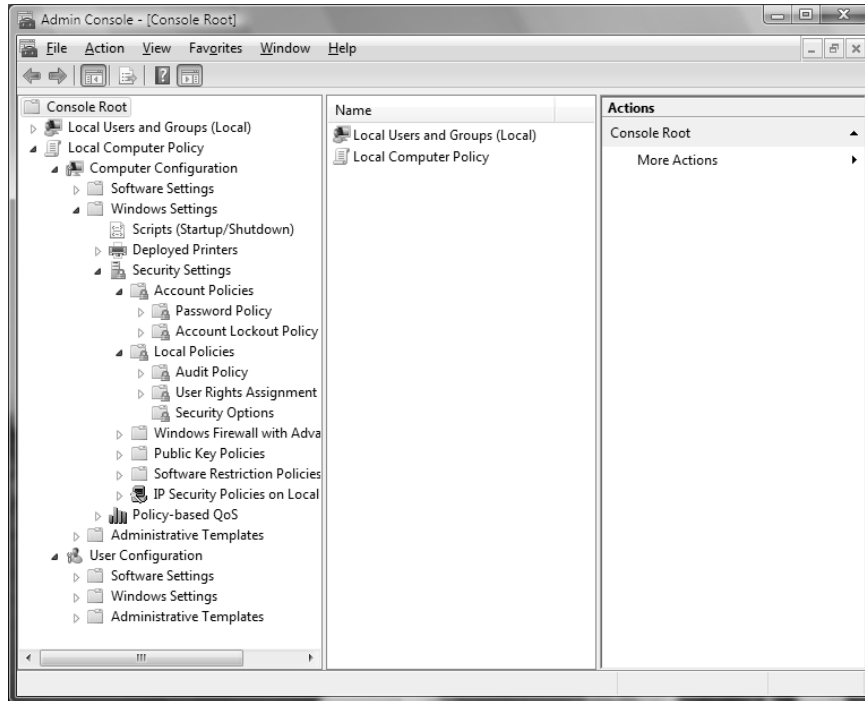 Admin Console - [Console Root]
File Action View Favorites Window Help
Console Root
Local Users and Groups (Local)
Local Computer Policy
Computer Configuration
Software Settings
Windows Settings
Scripts (Startup/Shutdown)
Deployed Printers
Security Settings
Account Policies
Password Policy
Account Lockout Policy
Local Policies
Audit Policy
User Rights Assignment
Security Options
Windows Firewall with Adva
Public Key Policies
Software Restriction Policies
IP Security Policies on Local
Policy-based QoS
Administrative Templates
User Configuration
Software Settings
Windows Settings
Administrative Templates
Name
Local Users and Groups (Local)
Local Computer Policy
Actions
Console Root
More Actions